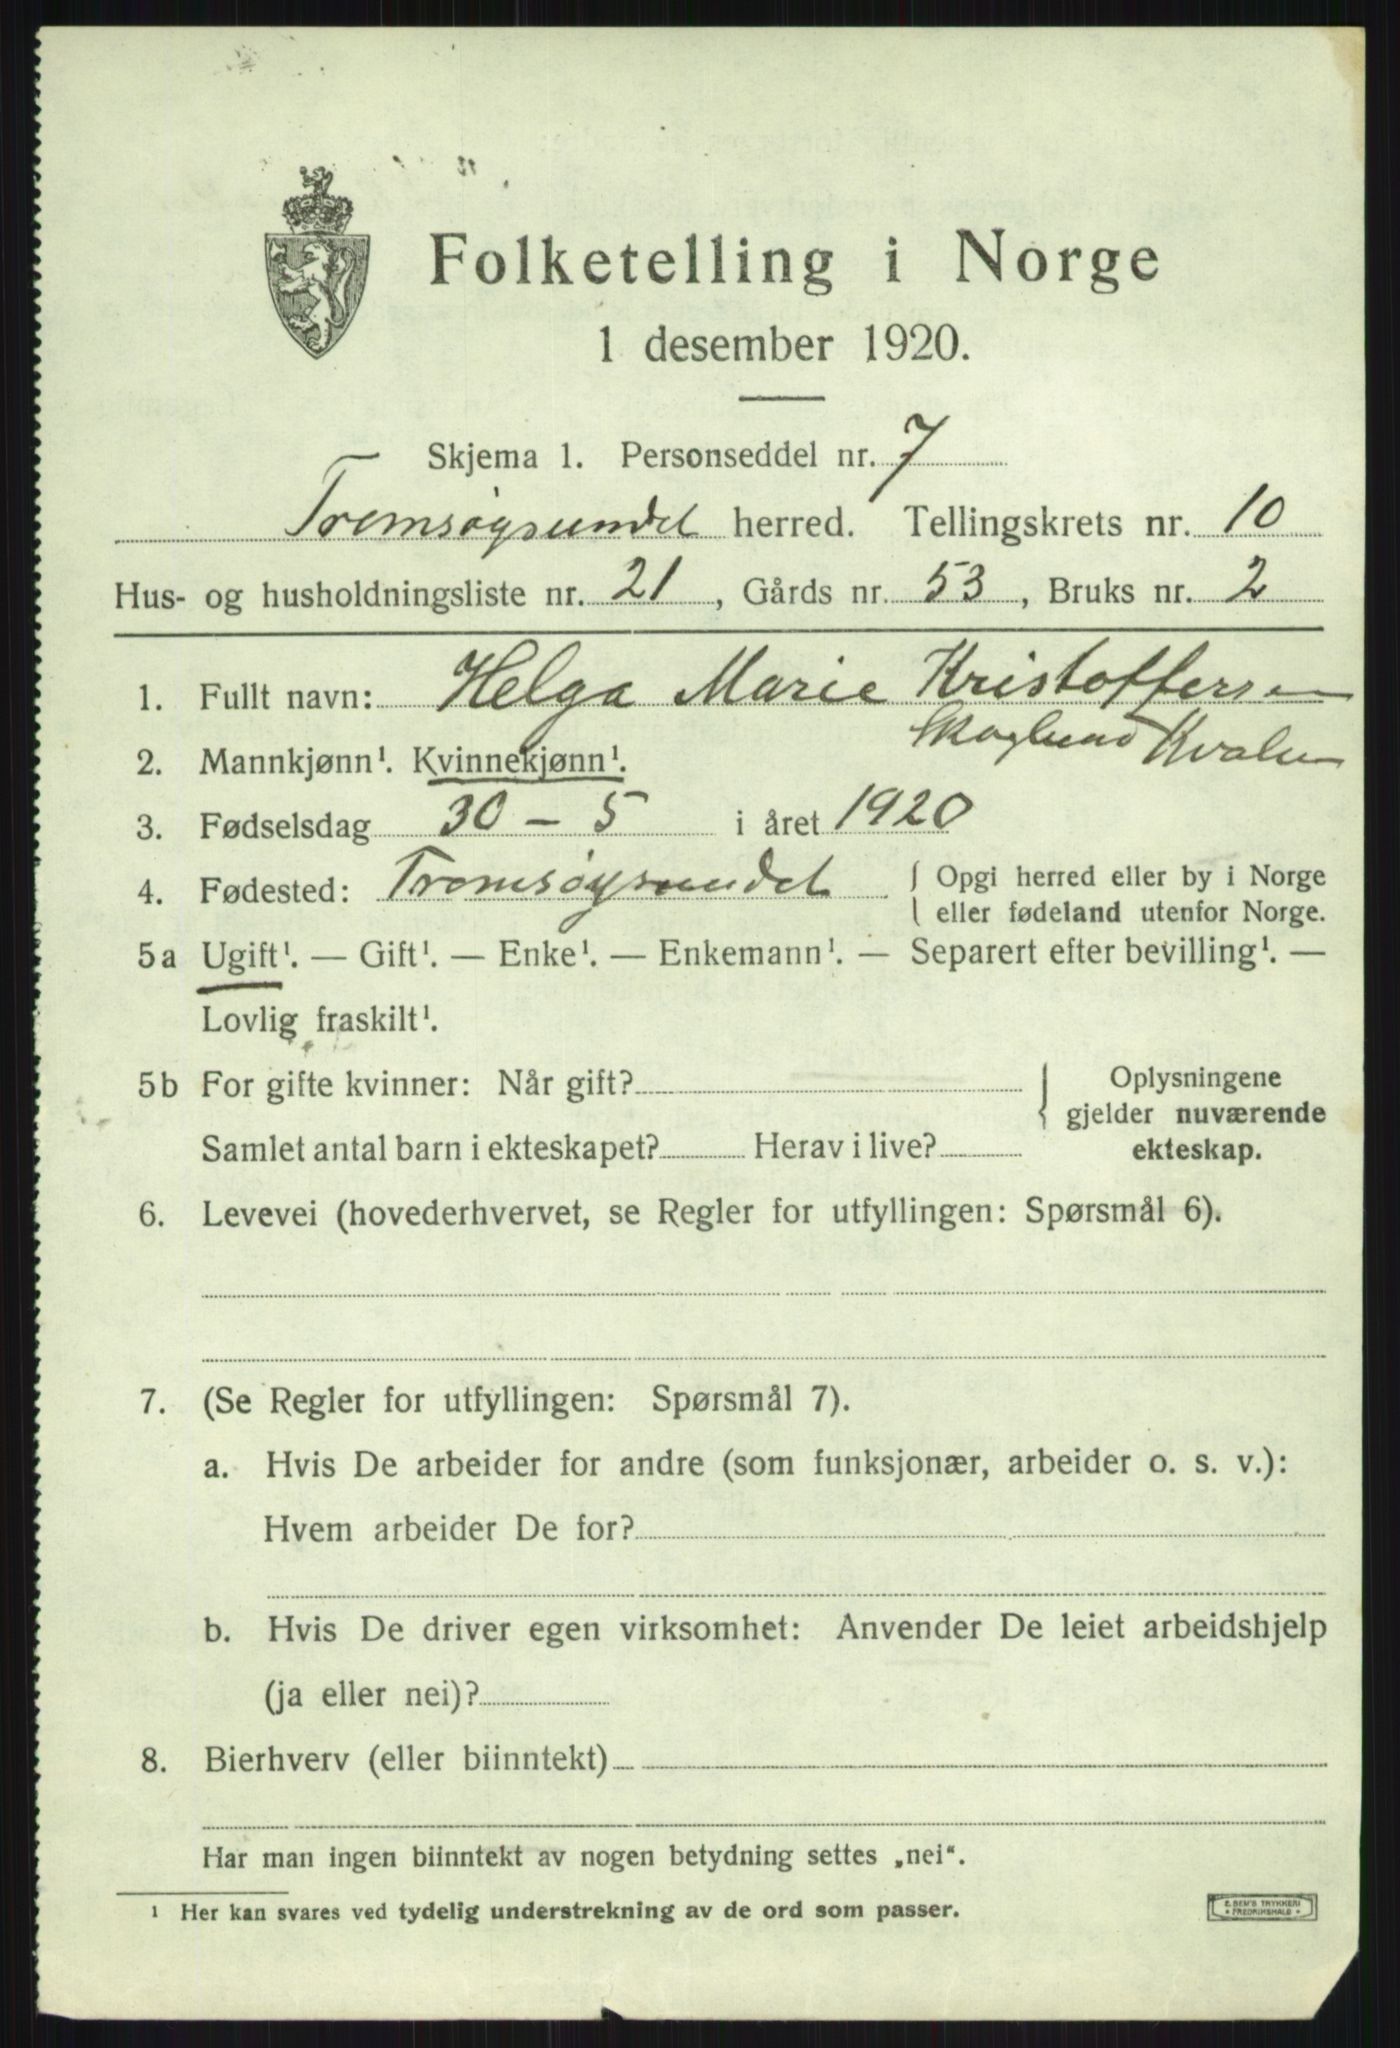 Folketelling i Norge
1 desember 1920.
Skjema 1. Personseddel nr. 7
Tromsøysundet herred. Tellingskrets nr. 10
Hus- og husholdningsliste nr. 21, Gårds nr. 53, Bruks nr. 2
1. Fullt navn: Helga Marie Kristoffersen
Skoglund Kvalen
2. Mannkjønn¹. Kvinnekjønn¹.
3. Fødselsdag 30 – 5 i året 1920
4. Fødested: Tromsøysundet { Opgi herred eller by i Norge
eller fødeland utenfor Norge.
5a Ugift¹. — Gift¹. — Enke¹. — Enkemann¹. — Separert efter bevilling¹. —
Lovlig fraskilt¹.
5b For gifte kvinner: Når gift? { Oplysningene
gjelder nuværende
Samlet antal barn i ekteskapet? Herav i live? ekteskap.
6. Levevei (hovederhvervet, se Regler for utfyllingen: Spørsmål 6).
7. (Se Regler for utfyllingen: Spørsmål 7).
a. Hvis De arbeider for andre (som funksjonær, arbeider o. s. v.):
Hvem arbeider De for?
b. Hvis De driver egen virksomhet: Anvender De leiet arbeidshjelp
(ja eller nei)?
8. Bierhverv (eller biinntekt)
Har man ingen biinntekt av nogen betydning settes „nei“.
¹ Her kan svares ved tydelig understrekning av de ord som passer.
E. SEM'S TRYKKERI
FREDRIKSHALD